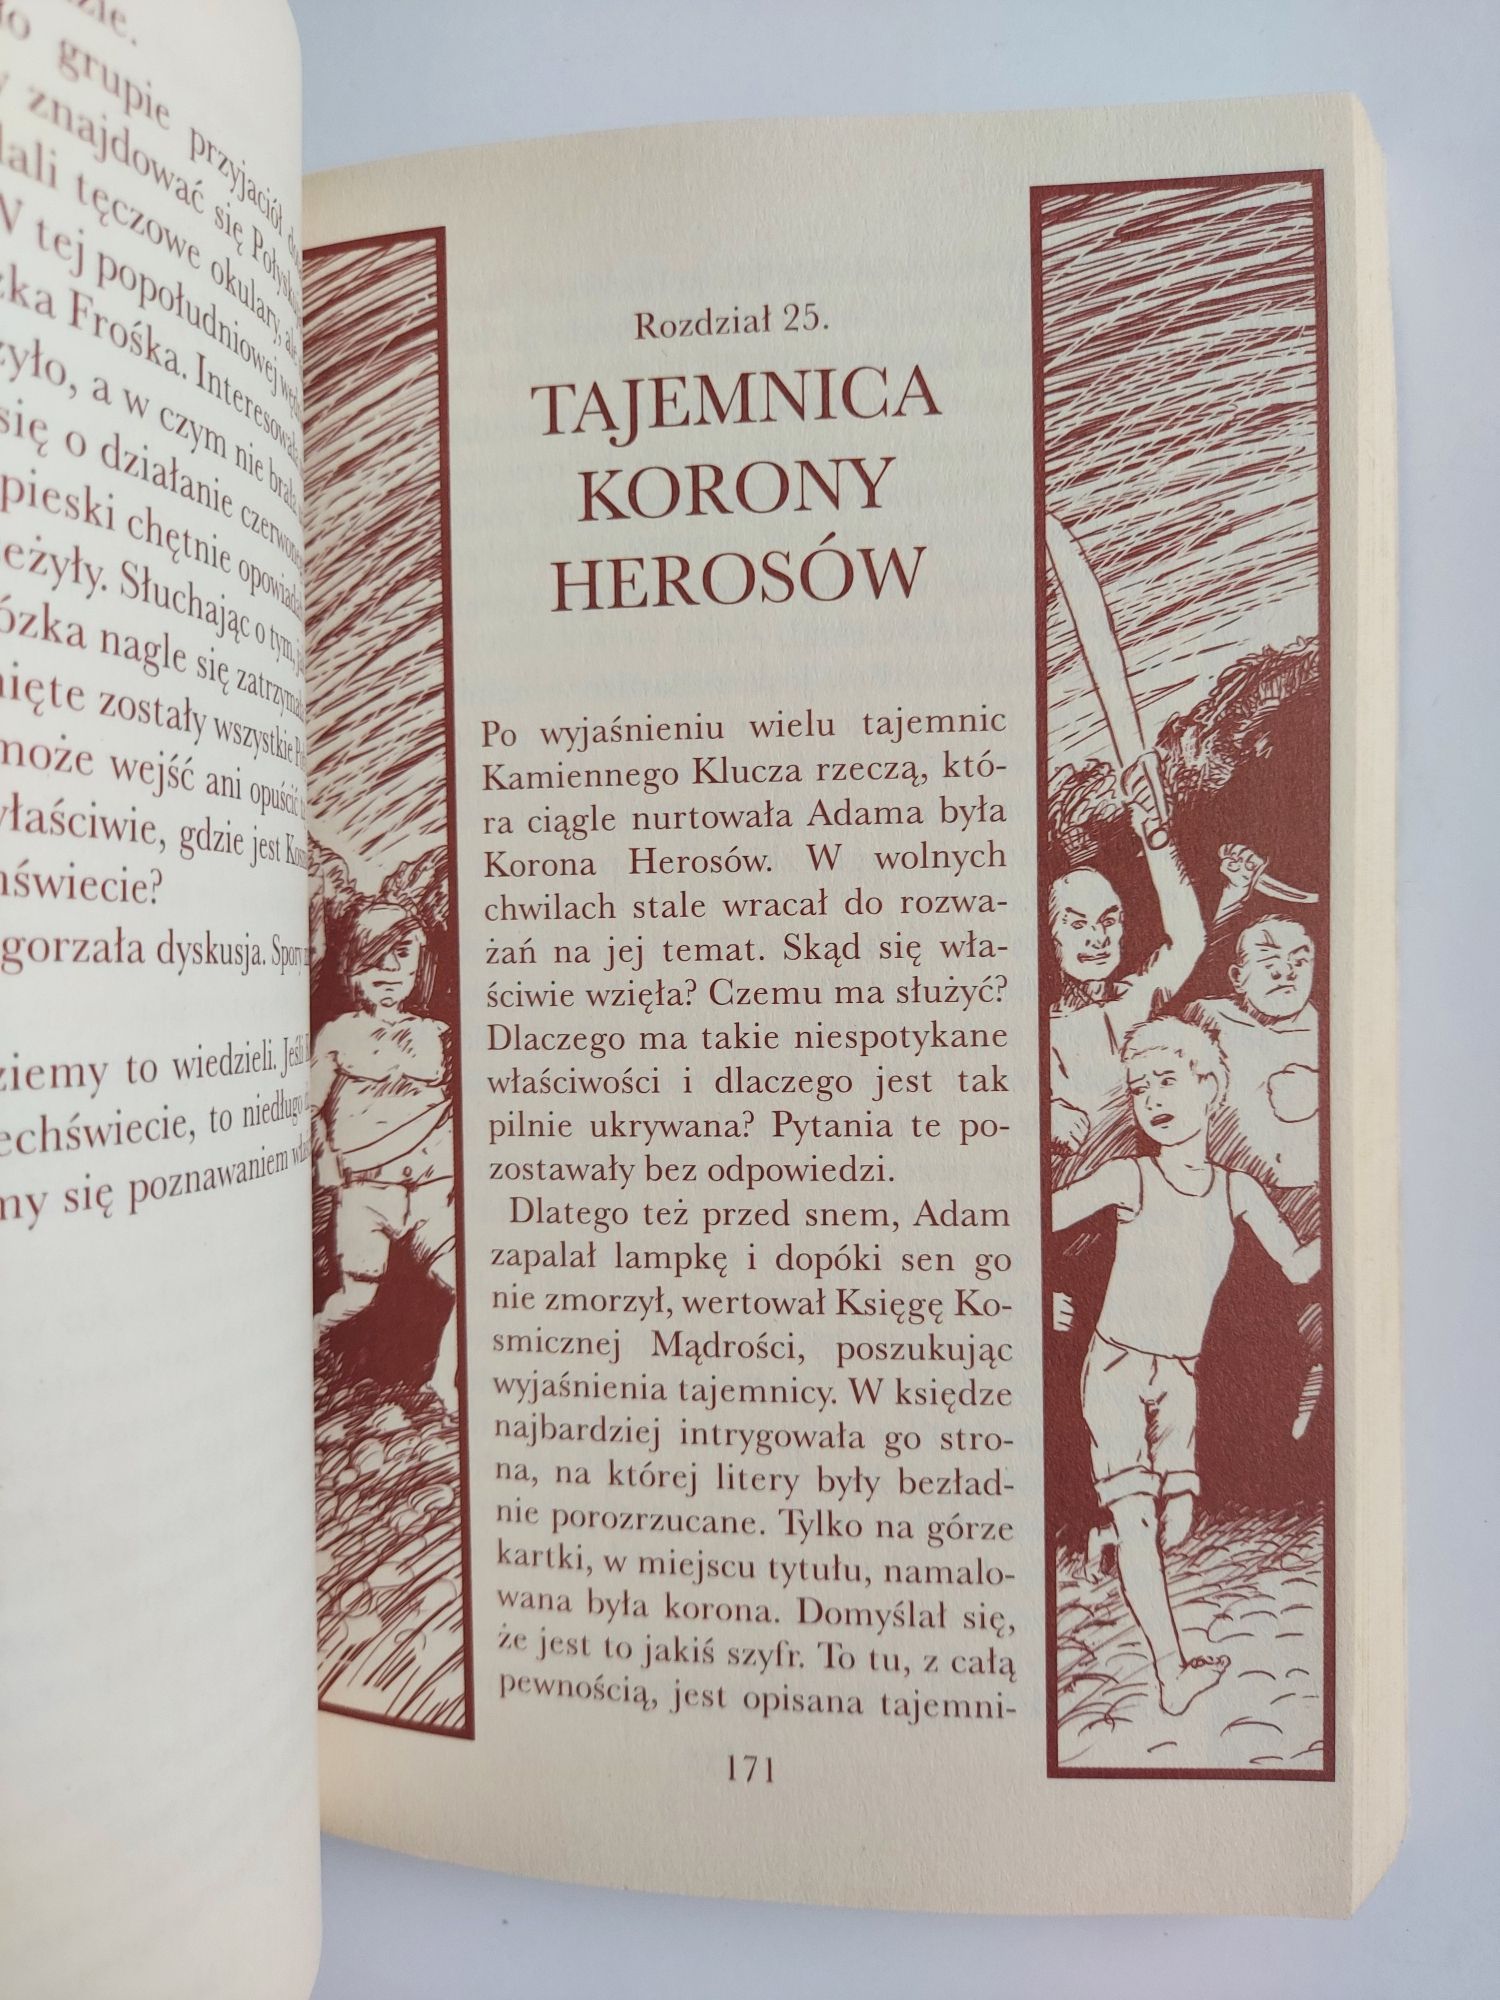 grupie przyjaciół
znajdować się
tęczowe okulary,
W tej popołudniowej
Frośka.
a w czym nie brała
się o działanie
pieski chętnie
Słuchając o tym,
nagle się
zostały wszystkie
może wejść ani opuścić
gdzie jest
gorzała dyskusja. Spory
to wiedzieli. Jeśli
to niedługo
się poznawaniem
Rozdział 25.
TAJEMNICA
KORONY
HEROSÓW
Po wyjaśnieniu wielu tajemnic
Kamiennego Klucza rzeczą, któ-
ra ciągle nurtowała Adama była
Korona Herosów. W wolnych
chwilach stale wracał do rozwa-
żań na jej temat. Skąd się wła-
ściwie wzięła? Czemu ma służyć?
Dlaczego ma takie niespotykane
właściwości i dlaczego jest tak
pilnie ukrywana? Pytania te po-
zostawały bez odpowiedzi.
Dlatego też przed snem, Adam
zapalał lampkę i dopóki sen go
nie zmorzył, wertował Księgę Ko-
smicznej Mądrości, poszukując
wyjaśnienia tajemnicy. W księdze
najbardziej intrygowała go stro-
na, na której litery były bezład-
nie porozrzucane. Tylko na górze
kartki, w miejscu tytułu, namalo-
wana była korona. Domyślał się,
że jest to jakiś szyfr. To tu, z całą
pewnością, jest opisana tajemni-
171